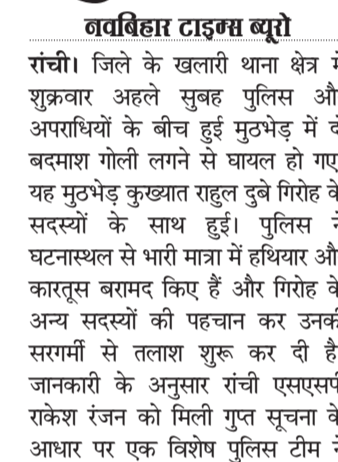 नवबिहार टाइम्स ब्यूरो
रांची। जिले के खलारी थाना क्षेत्र में
शुक्रवार अहले सुबह पुलिस औ
अपराधियों के बीच हुई मुठभेड़ में द
बदमाश गोली लगने से घायल हो गए
यह मुठभेड़ कुख्यात राहुल दुबे गिरोह के
सदस्यों के साथ हुई। पुलिस ने
घटनास्थल से भारी मात्रा में हथियार औ
कारतूस बरामद किए हैं और गिरोह के
अन्य सदस्यों की पहचान कर उनकी
सरगर्मी से तलाश शुरू कर दी है
जानकारी के अनुसार रांची एसएसपी
राकेश रंजन को मिली गुप्त सूचना के
आधार पर एक विशेष पुलिस टीम ने